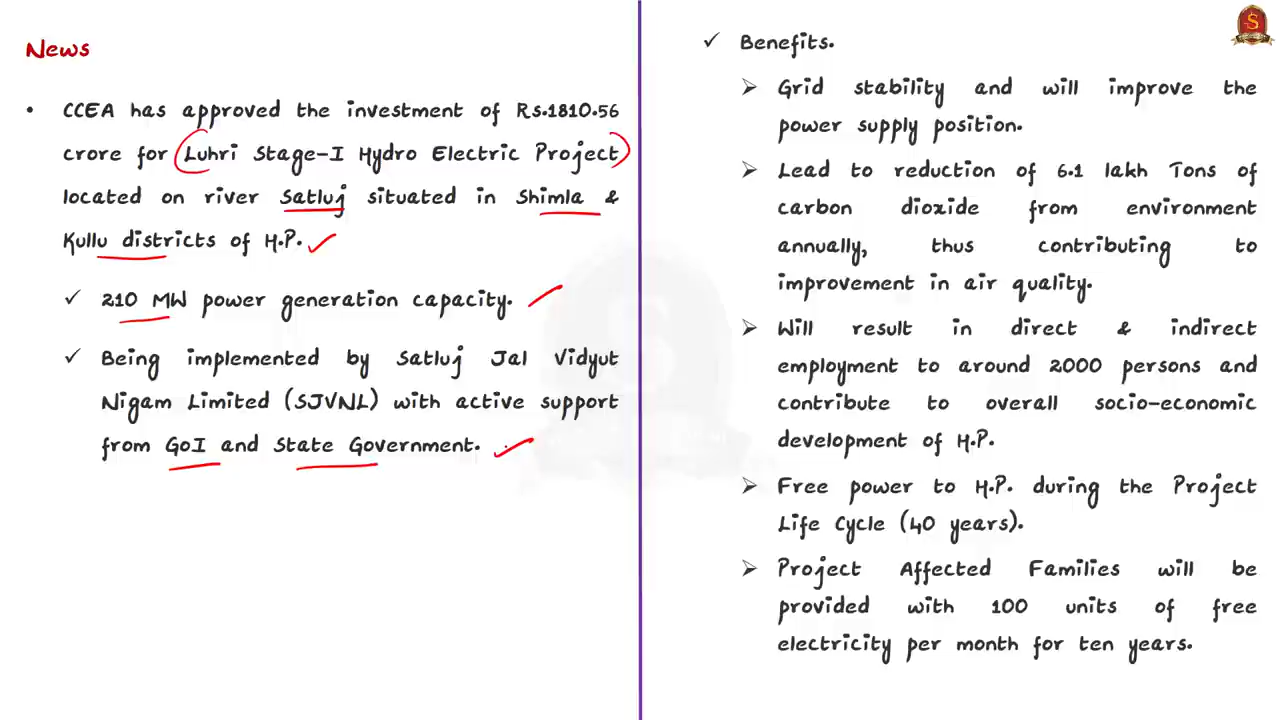 News
• CCEA has approved the investment of Rs.1810.56
crore for Luhri Stage-I Hydro Electric Project
located on river Satluj situated in Shimla &
Kullu districts of H.P.
✓ 210 MW power generation capacity.
✓ Being implemented by Satluj Jal Vidyut
Nigam Limited (SJVNL) with active support
from GoI and State Government.
✓ Benefits.
➢ Grid stability and will improve the
power supply position.
➢ Lead to reduction of 6.1 lakh Tons of
carbon dioxide from environment
annually, thus contributing to
improvement in air quality.
➢ Will result in direct & indirect
employment to around 2000 persons and
contribute to overall socio-economic
development of H.P.
➢ Free power to H.P. during the Project
Life Cycle (40 years).
➢ Project Affected Families will be
provided with 100 units of free
electricity per month for ten years.